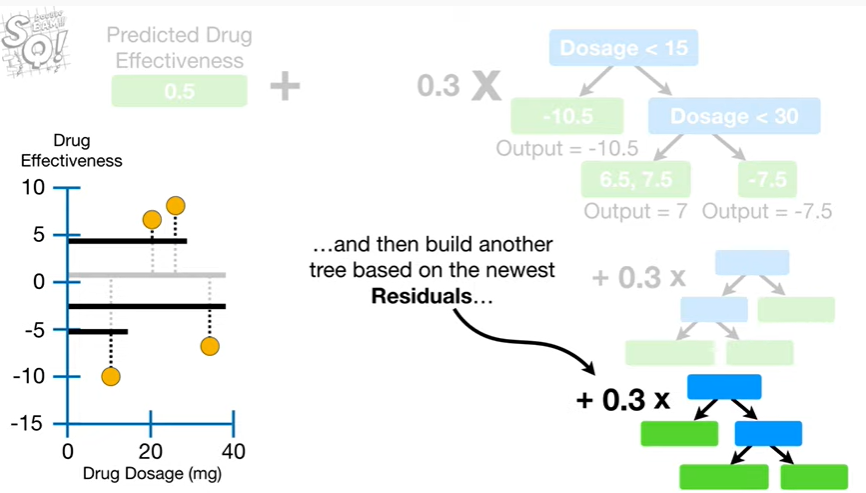 SQ!
Predicted Drug
Effectiveness
0.5
+
0.3 X
Dosage < 15
-10.5
Dosage < 30
Output = -10.5
6.5, 7.5
-7.5
Output = 7
Output = -7.5
Drug
Effectiveness
10
5
0
-5
-10
-15
0
20
40
Drug Dosage (mg)
…and then build another
tree based on the newest
Residuals…
+ 0.3 x
+ 0.3 x